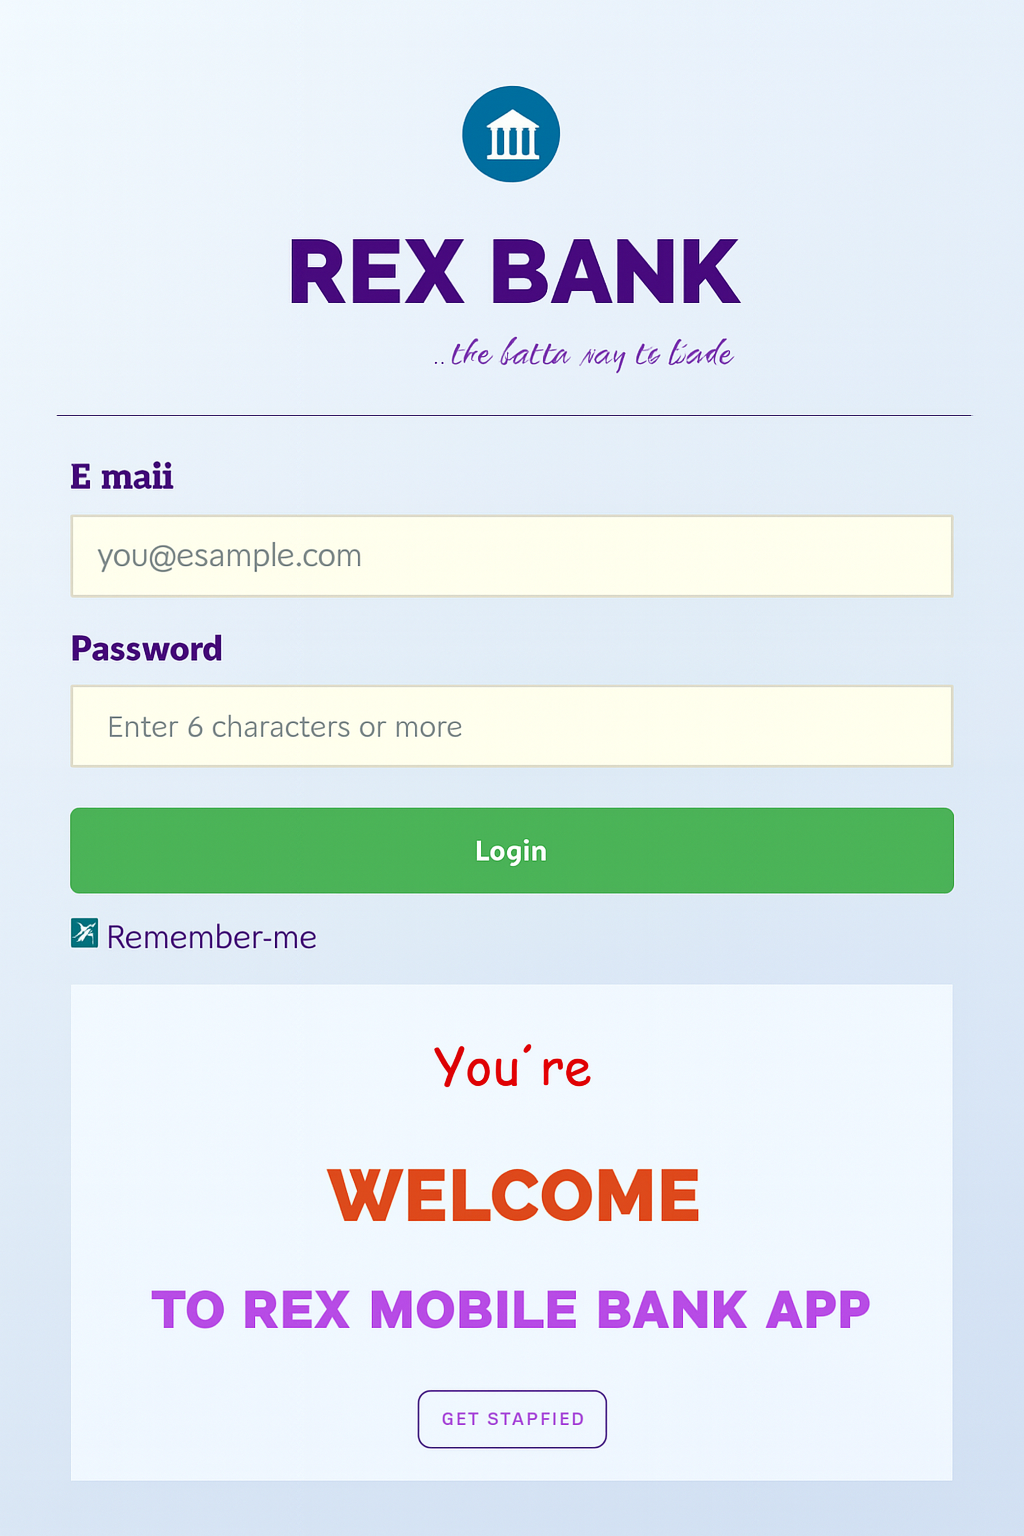 REX BANK
..the batta way to trade
E maii
you@esample.com
Password
Enter 6 characters or more
Login
Remember-me
You´re
WELCOME
TO REX MOBILE BANK APP
GET STAPFIED